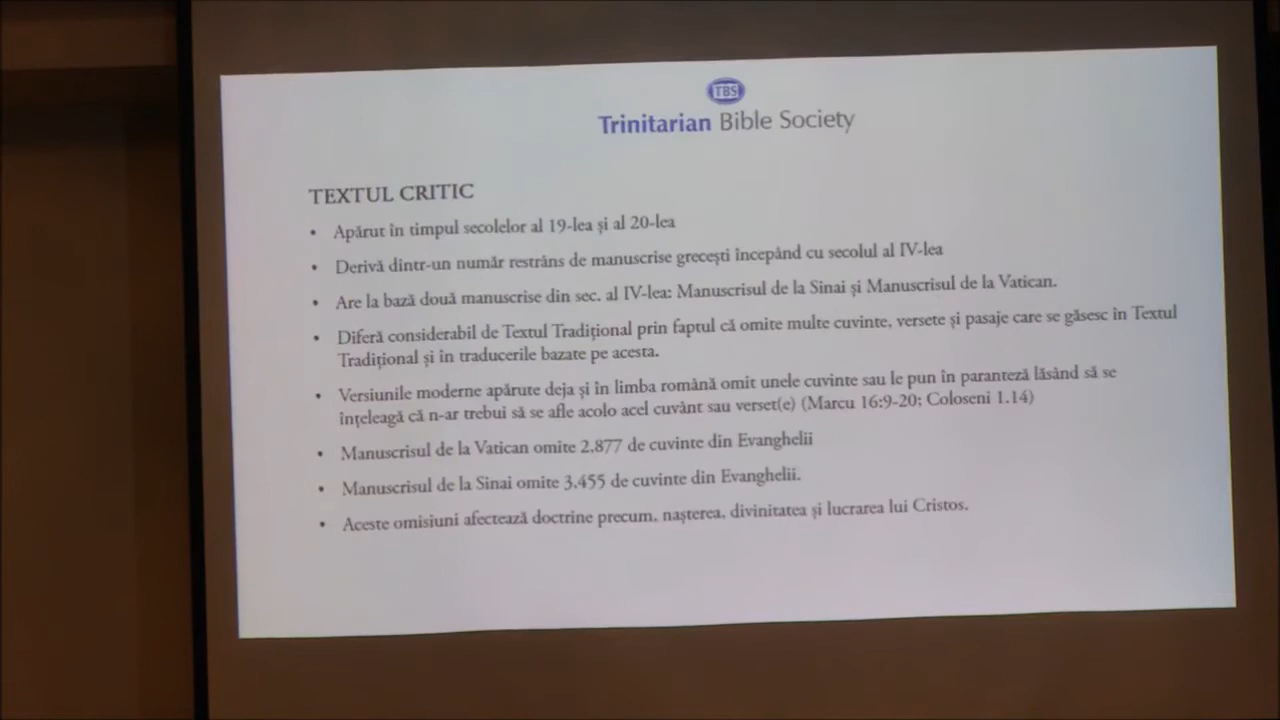 TBS
Trinitarian Bible Society
TEXTUL CRITIC
• Apărut în timpul secolelor al 19-lea și al 20-lea
• Derivă dintr-un număr restrâns de manuscrise grecești începând cu secolul al IV-lea
• Are la bază două manuscrise din sec. al IV-lea: Manuscrisul de la Sinai și Manuscrisul de la Vatican.
• Diferă considerabil de Textul Tradițional prin faptul că omite multe cuvinte, versete și pasaje care se găsesc în Textul
Tradițional și în traducerile bazate pe acesta.
• Versiunile moderne apărute deja și în limba română omit unele cuvinte sau le pun în paranteză lăsând să se
înțeleagă că n-ar trebui să se afle acolo acel cuvânt sau verset(e) (Marcu 16:9-20; Coloseni 1.14)
• Manuscrisul de la Vatican omite 2.877 de cuvinte din Evanghelii
• Manuscrisul de la Sinai omite 3.455 de cuvinte din Evanghelii.
• Aceste omisiuni afectează doctrine precum, nașterea, divinitatea și lucrarea lui Cristos.